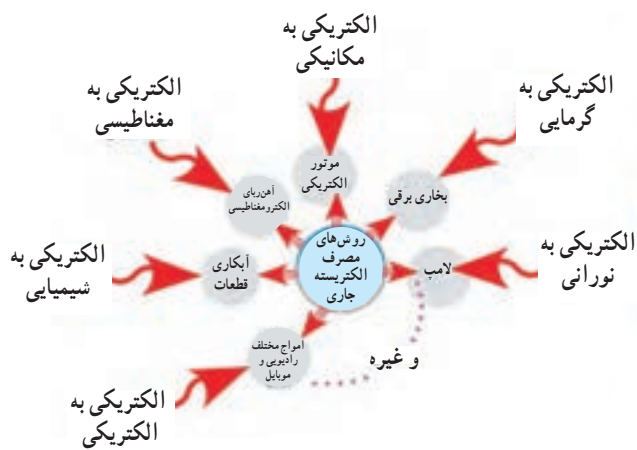 الکتریکی به
مکانیکی
الکتریکی به
گرمایی
الکتریکی به
مغناطیسی
موتور
الکتریکی
بخاری برقی
آهن‌ربای
الکترومغناطیسی
روش‌های
مصرف
الکتریسته
جاری
الکتریکی به
نورانی
لامپ
آبکاری
قطعات
الکتریکی به
شیمیایی
امواج مختلف
رادیویی و
موبایل
و غیره
الکتریکی به
الکتریکی